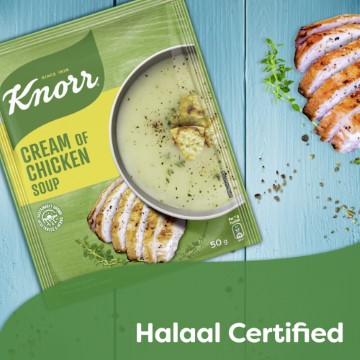 SINCE 1838
Knorr
CREAM OF
CHICKEN
SOUP
50 g
Halaal Certified